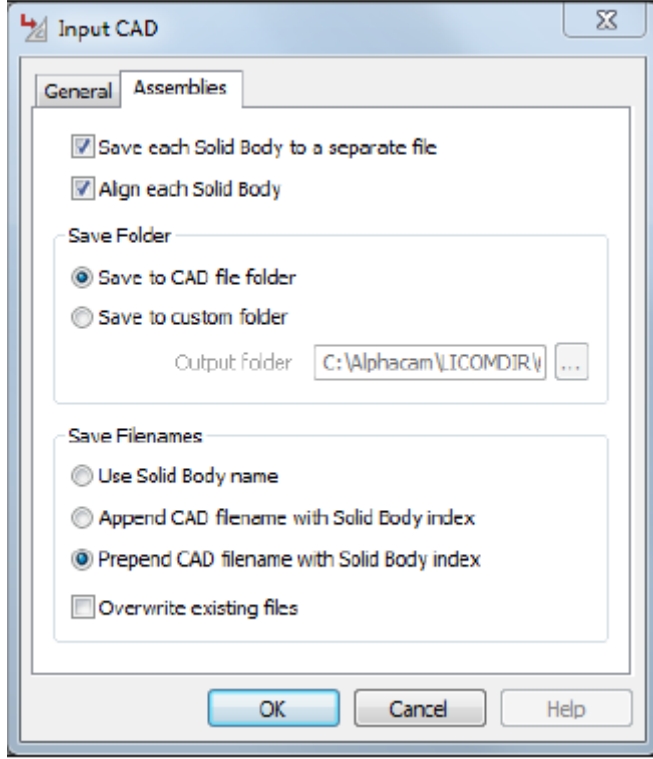 Input CAD
General Assemblies
Save each Solid Body to a separate file
Align each Solid Body
Save Folder
Save to CAD file folder
Save to custom folder
Output folder C:\Alphacam\LICOMDIR\ ...
Save Filenames
Use Solid Body name
Append CAD filename with Solid Body index
Prepend CAD filename with Solid Body index
Overwrite existing files
OK Cancel Help